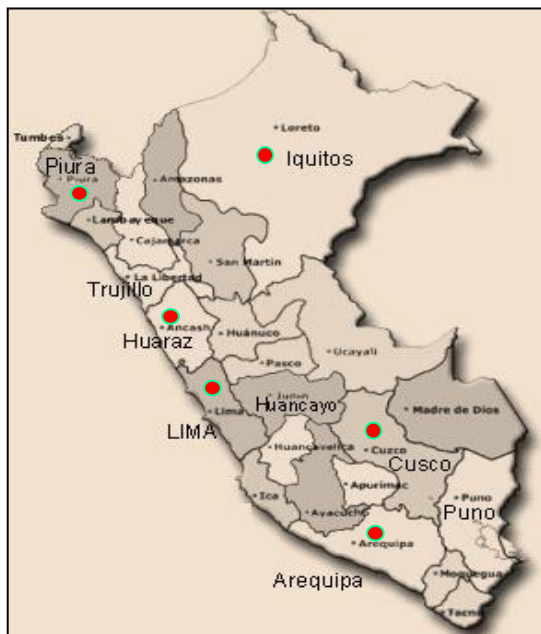 Loreto
Tumbes
Iquitos
Piura
Piura
Amazonas
Lambayeque
Cajamarca
San Martin
La Libertad
Trujillo
Ancash
Huánuco
Huaraz
Ucayali
Pasco
Junín
Huancayo
Lima
Madre de Dios
LIMA
Huancavelica
Cuzco
Cusco
Apurimac
Ica
Puno
Ayacucho
Puno
Arequipa
Moquegua
Arequipa
Tacna